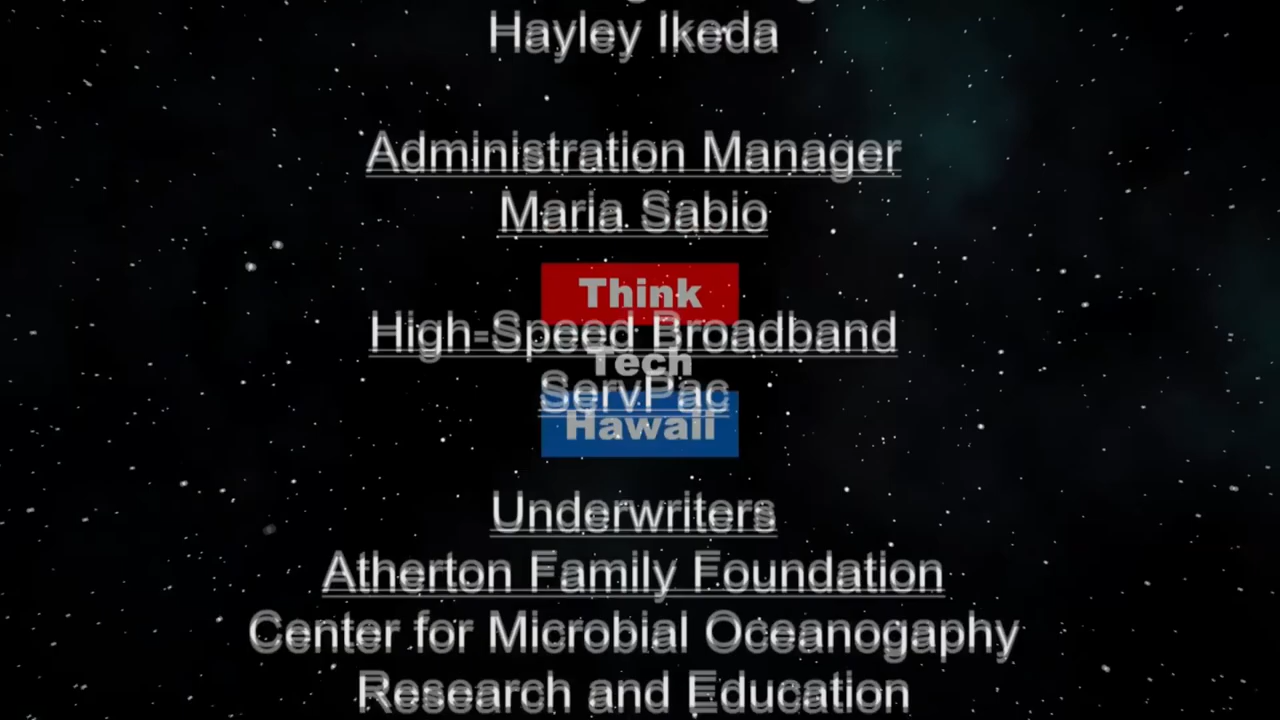 Hayley Ikeda
Administration Manager
Maria Sabio
Think
High-Speed Broadband
Tech
ServPac
Hawaii
Underwriters
Atherton Family Foundation
Center for Microbial Oceanogaphy
Research and Education